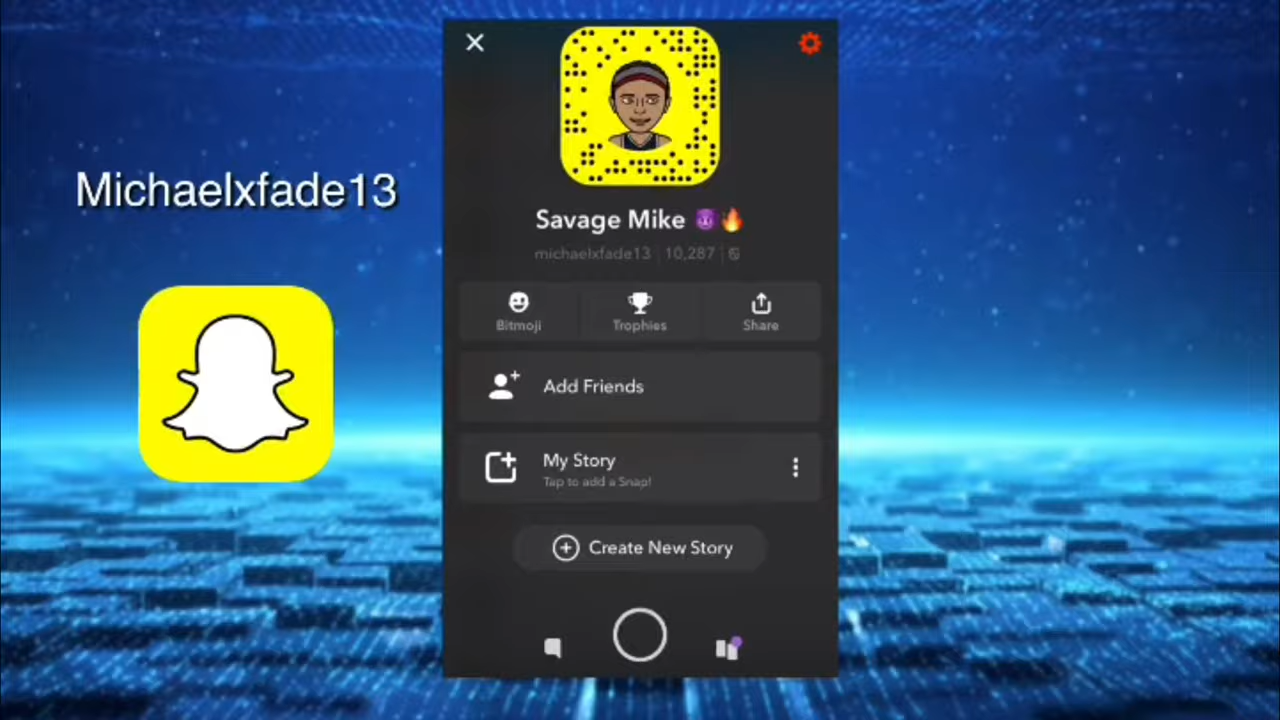 Michaelxfade13
Savage Mike 😈🔥
michaelxfade13 | 10,287 |
Bitmoji
Trophies
Share
Add Friends
My Story
Tap to add a Snap!
Create New Story